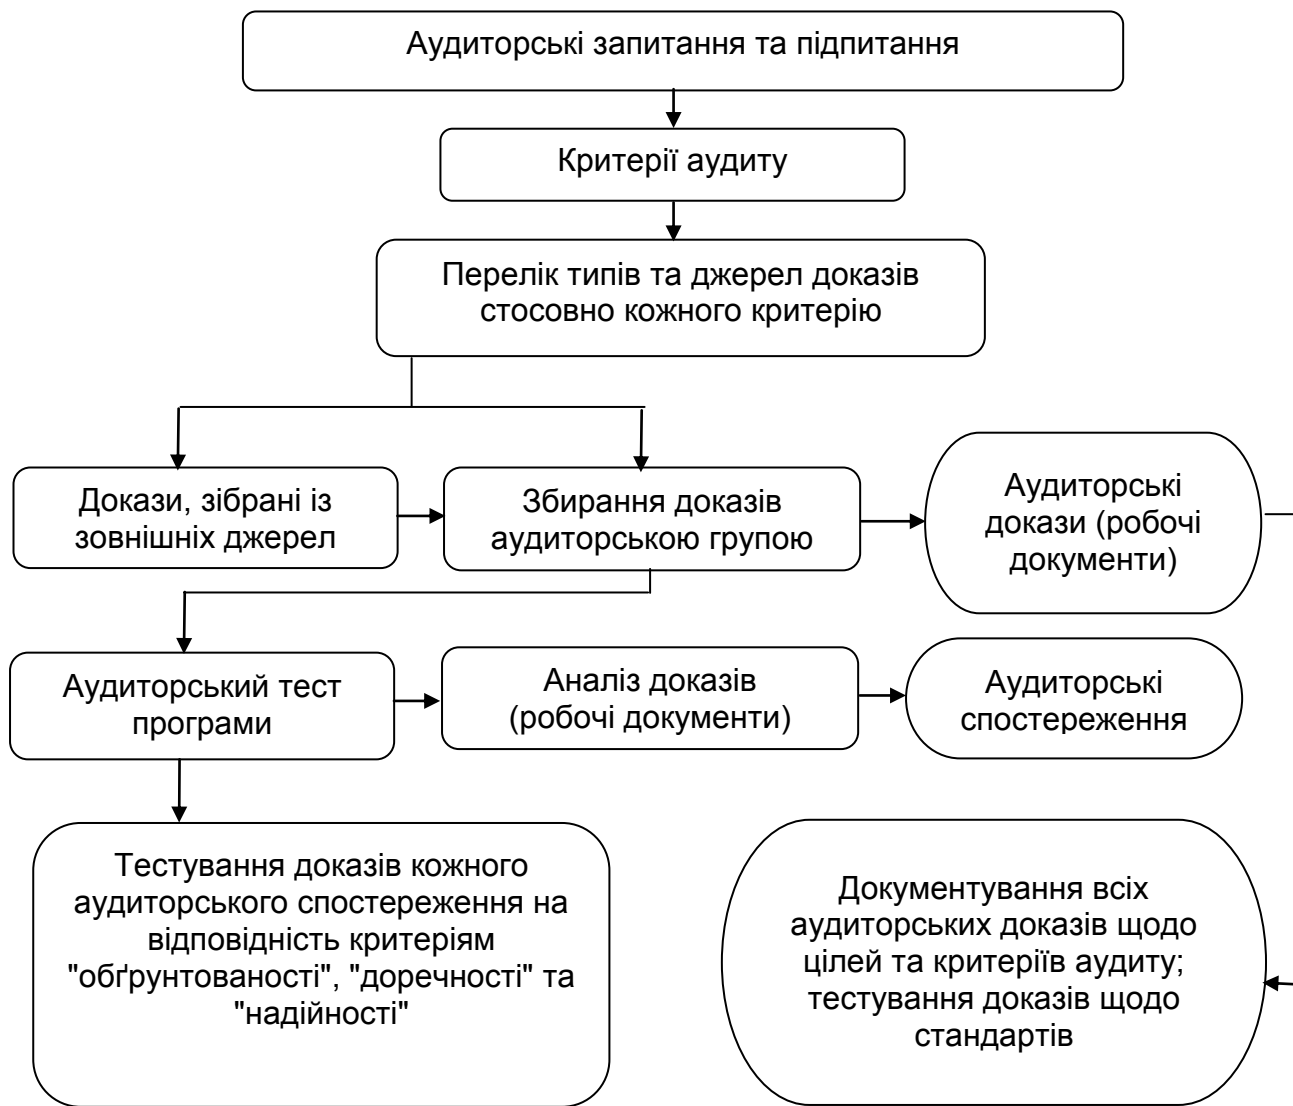 Аудиторські запитання та підпитання
Критерії аудиту
Перелік типів та джерел доказів
стосовно кожного критерію
Докази, зібрані із
зовнішніх джерел
Збирання доказів
аудиторською групою
Аудиторські
докази (робочі
документи)
Аудиторський тест
програми
Аналіз доказів
(робочі документи)
Аудиторські
спостереження
Тестування доказів кожного
аудиторського спостереження на
відповідність критеріям
"обґрунтованості", "доречності" та
"надійності"
Документування всіх
аудиторських доказів щодо
цілей та критеріїв аудиту;
тестування доказів щодо
стандартів